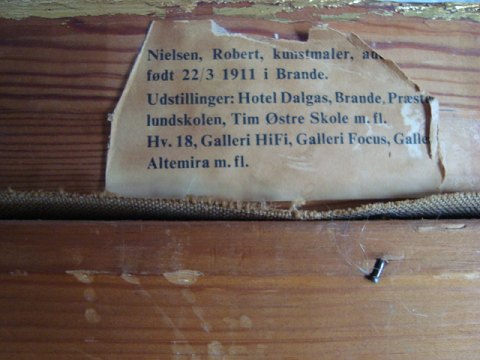 Nielsen, Robert, kunstmaler,
født 22/3 1911 i Brande.
Udstillinger: Hotel Dalgas, Brande, Præste
lundskolen, Tim Østre Skole m. fl.
Hv. 18, Galleri HiFi, Galleri Focus, Galle
Altemira m. fl.